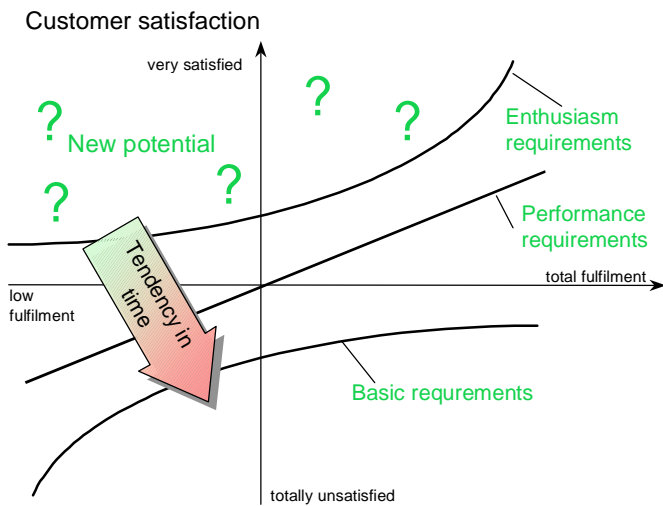 Customer satisfaction
very satisfied
?
?
?
New potential
?
?
Enthusiasm
requirements
Performance
requirements
Tendency in
time
total fulfilment
low
fulfilment
Basic requrements
totally unsatisfied